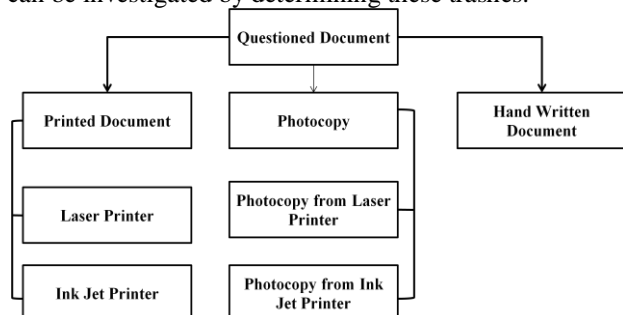 can be investigated by determining these trashes.
Questioned Document
Printed Document
Photocopy
Hand Written
Document
Laser Printer
Photocopy from Laser
Printer
Ink Jet Printer
Photocopy from Ink
Jet Printer